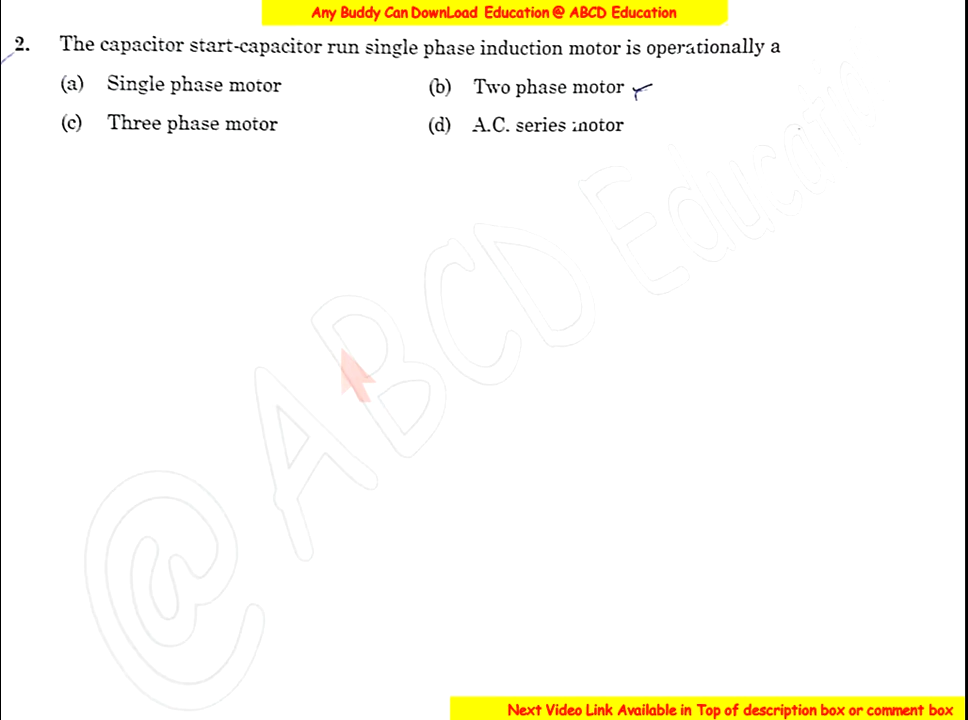 Any Buddy Can DownLoad Education @ ABCD Education
2. The capacitor start-capacitor run single phase induction motor is operationally a
(a) Single phase motor
(b) Two phase motor
(c) Three phase motor
(d) A.C. series motor
@ABCD Education
Next Video Link Available in Top of description box or comment box